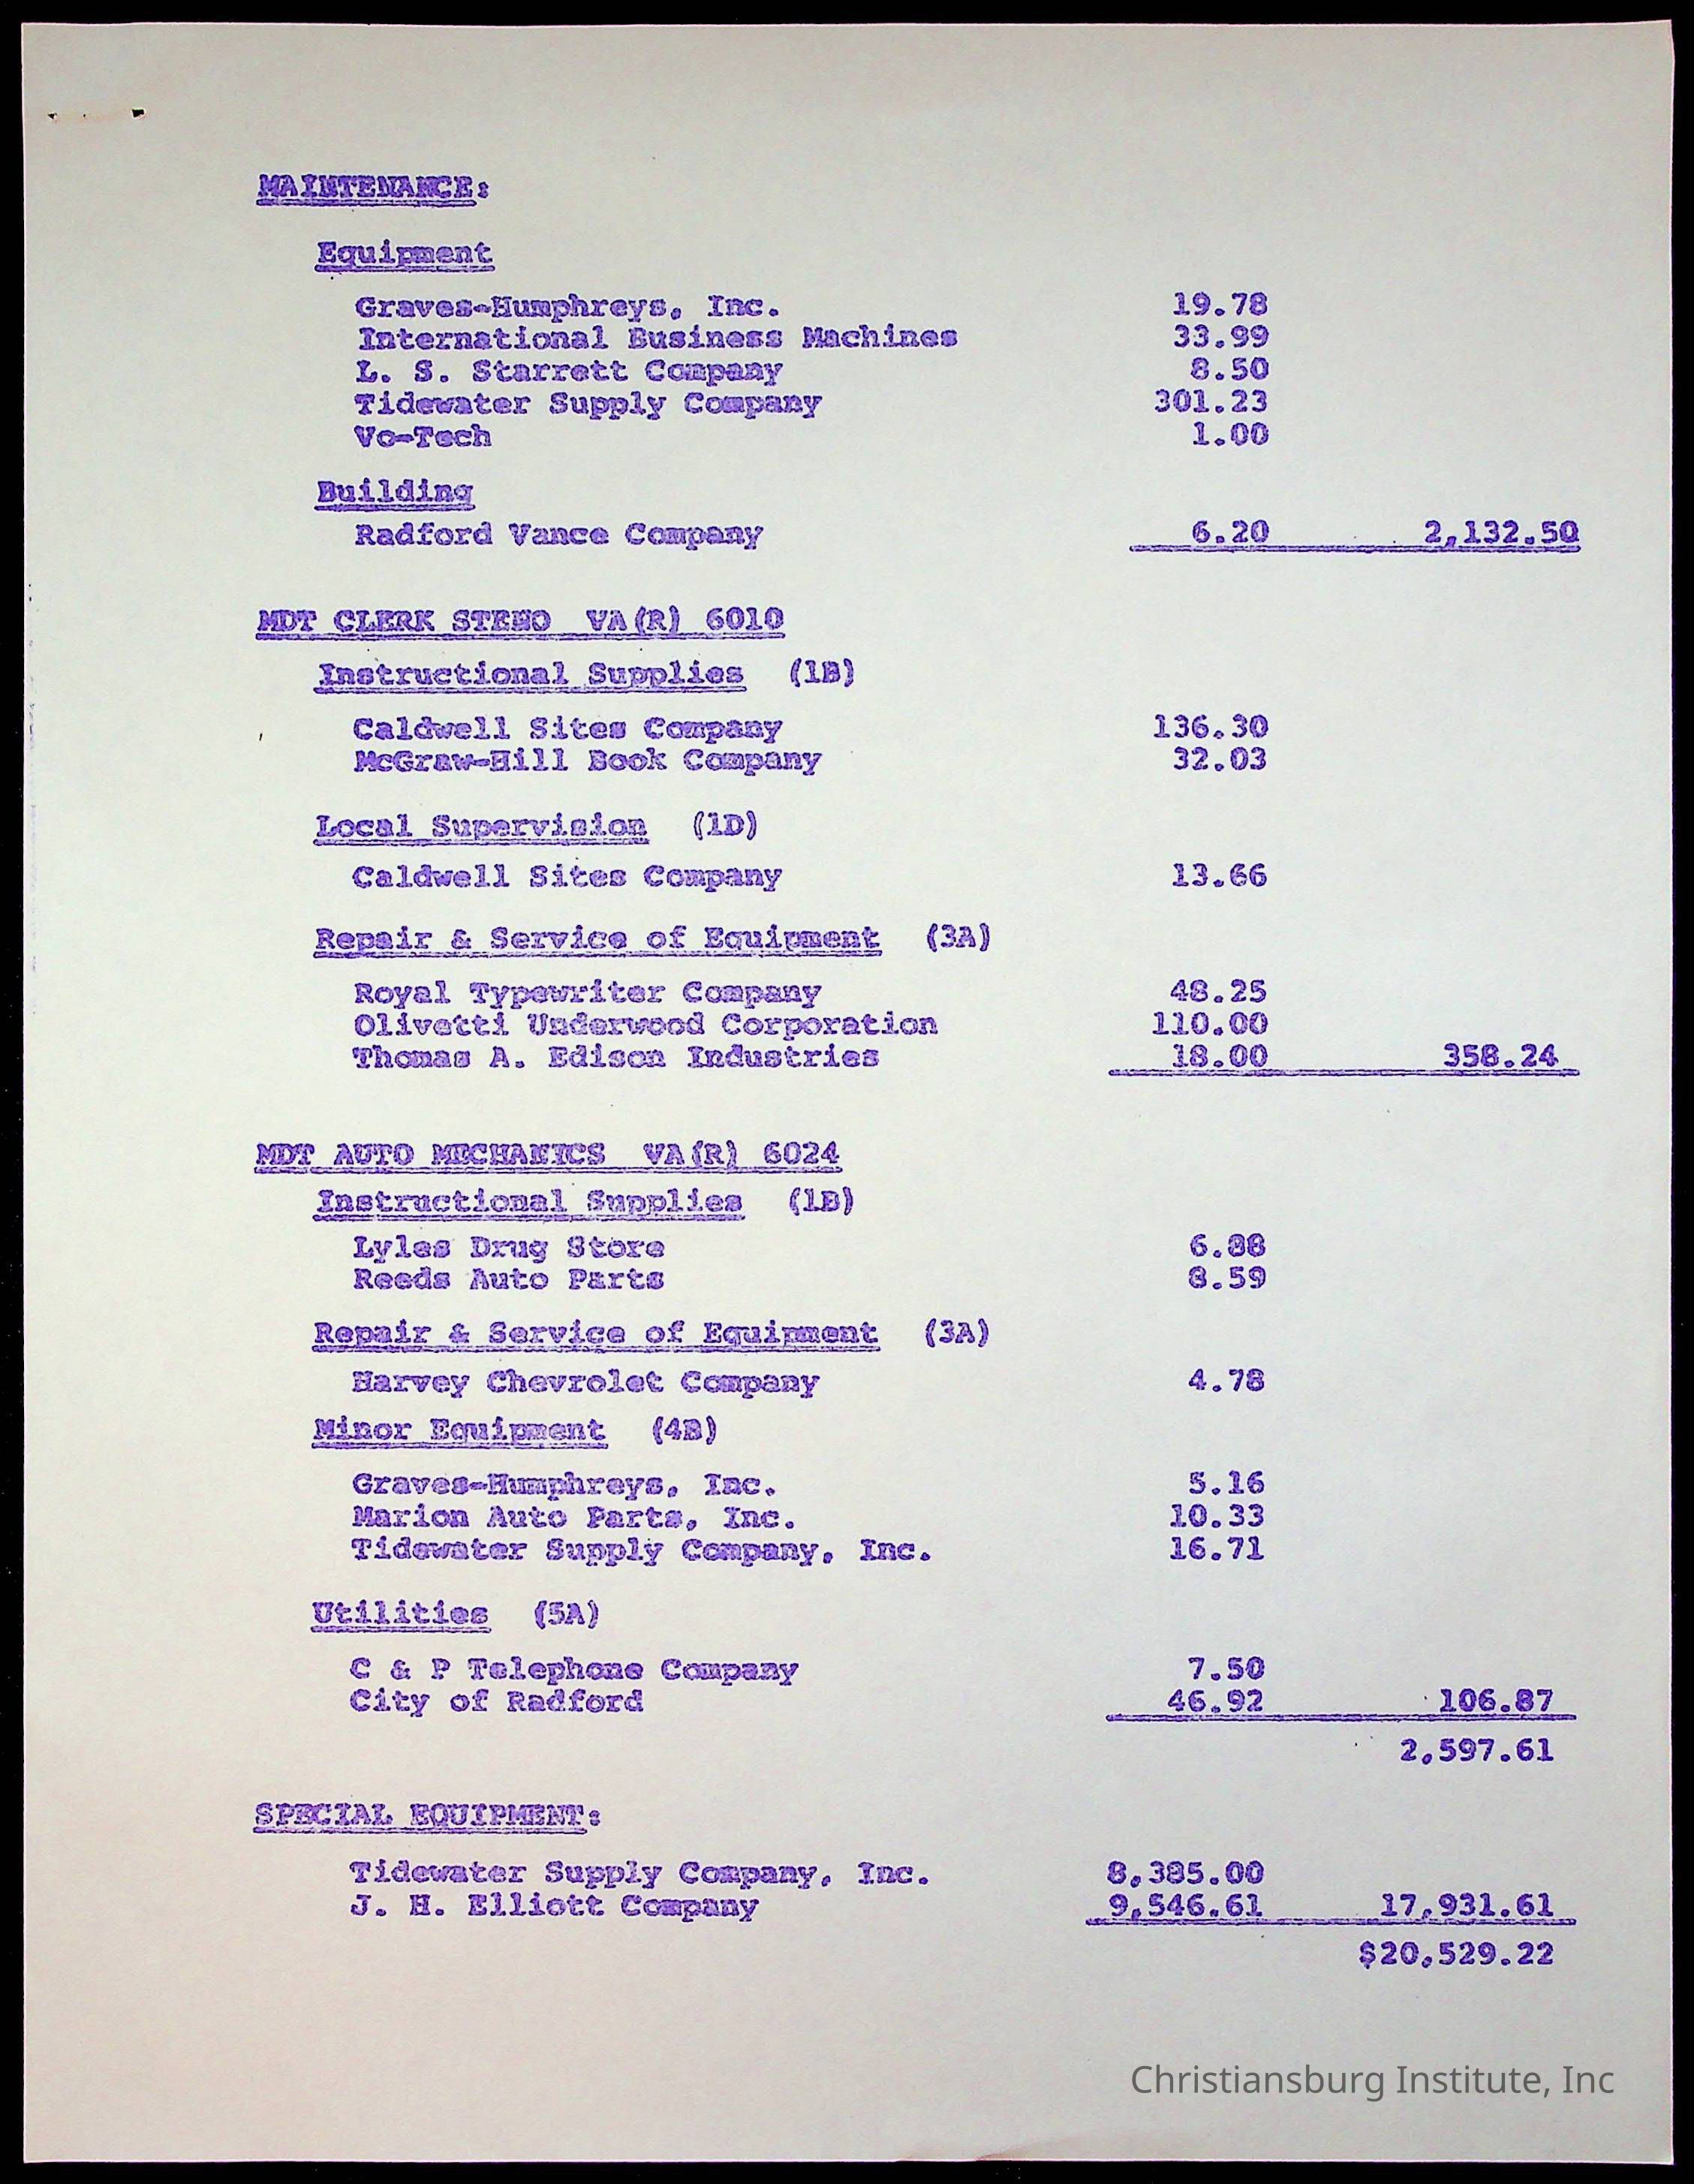 MAINTENANCE:
Equipment
Graves-Humphreys, Inc. 19.78
International Business Machines 33.99
L. S. Starrett Company 8.50
Tidewater Supply Company 301.23
Vo-Tech 1.00
Building
Radford Vance Company 6.20 2,132.50
MDT CLERK STENO VA(R) 6010
Instructional Supplies (1B)
Caldwell Sites Company 136.30
McGraw-Hill Book Company 32.03
Local Supervision (1D)
Caldwell Sites Company 13.66
Repair & Service of Equipment (3A)
Royal Typewriter Company 48.25
Olivetti Underwood Corporation 110.00
Thomas A. Edison Industries 18.00 358.24
MDT AUTO MECHANICS VA(R) 6024
Instructional Supplies (1B)
Lyles Drug Store 6.88
Reeds Auto Parts 8.59
Repair & Service of Equipment (3A)
Harvey Chevrolet Company 4.78
Minor Equipment (4B)
Graves-Humphreys, Inc. 5.16
Marion Auto Parts, Inc. 10.33
Tidewater Supply Company, Inc. 16.71
Utilities (5A)
C & P Telephone Company 7.50
City of Radford 46.92 106.87
2,597.61
SPECIAL EQUIPMENT:
Tidewater Supply Company, Inc. 8,385.00
J. H. Elliott Company 9,546.61 17,931.61
$20,529.22
Christiansburg Institute, Inc